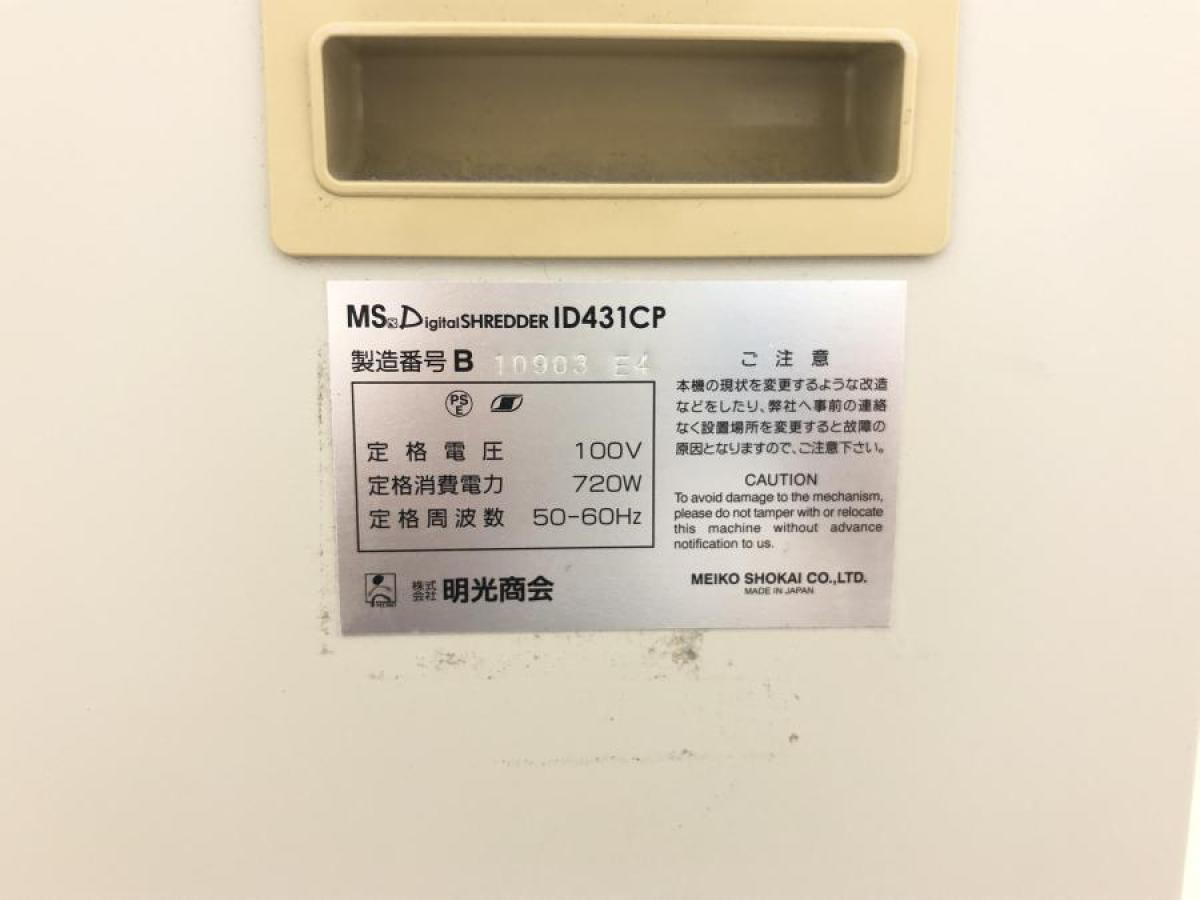 MS DigitalSHREDDER ID431CP
製造番号 B 10903 E4
PSE
定格電圧 100V
定格消費電力 720W
定格周波数 50-60Hz
株式会社 明光商会
ご注意
本機の現状を変更するような改造
などをしたり、弊社へ事前の連絡
なく設置場所を変更すると故障の
原因となりますので、ご注意下さい。
CAUTION
To avoid damage to the mechanism,
please do not tamper with or relocate
this machine without advance
notification to us.
MEIKO SHOKAI CO.,LTD.
MADE IN JAPAN